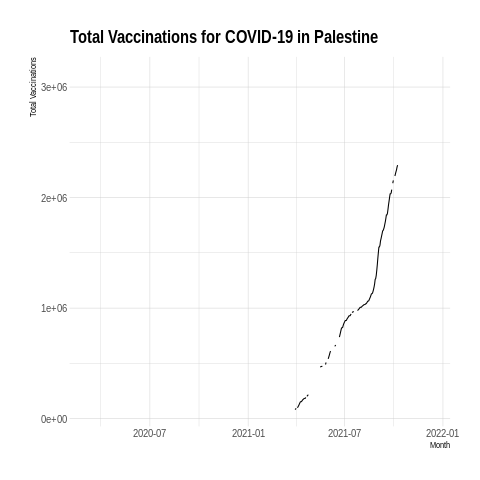 Total Vaccinations for COVID-19 in Palestine
Total Vaccinations
3e+06
2e+06
1e+06
0e+00
2020-07 2021-01 2021-07 2022-01
Month